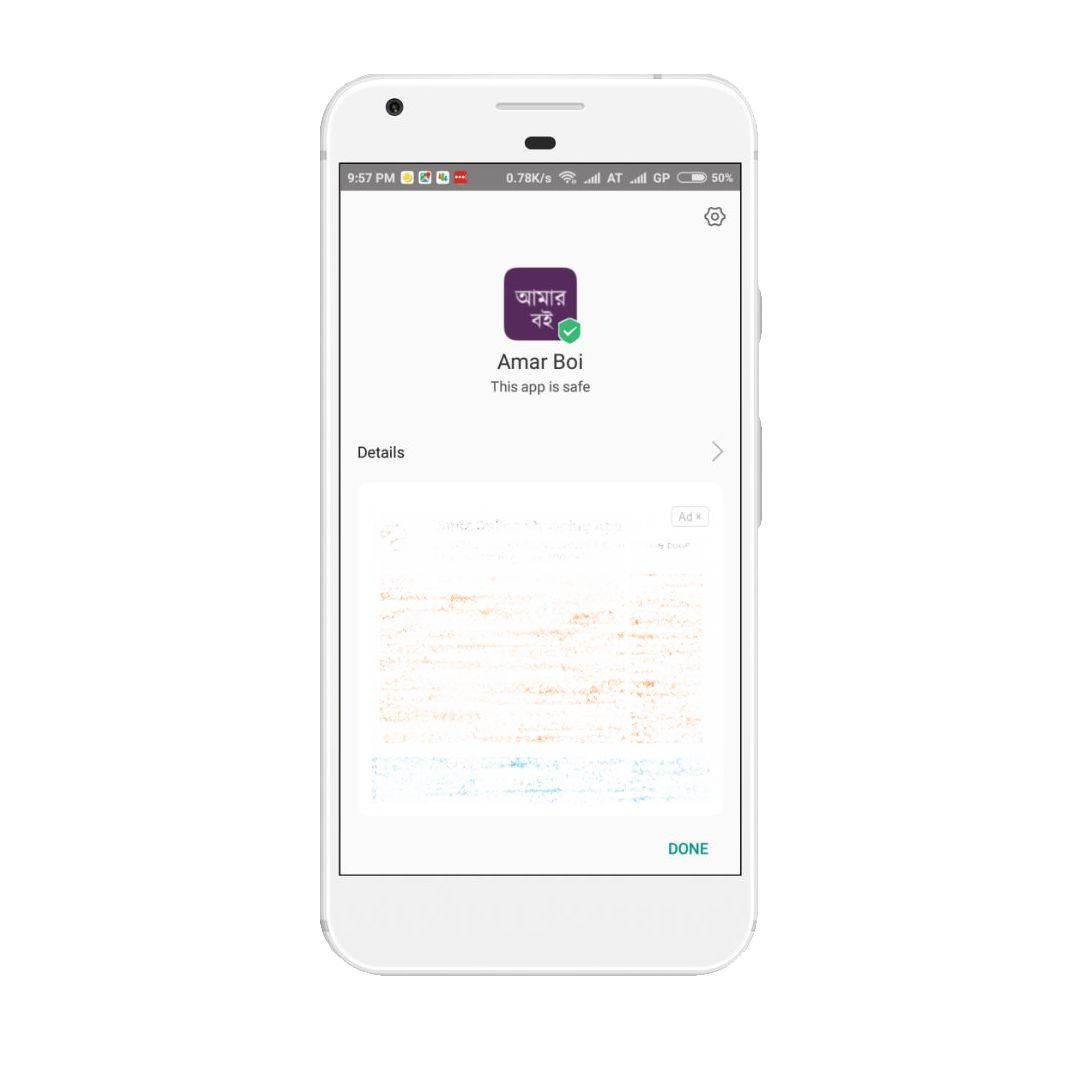 9:57 PM 0.78K/s AT GP 50%
আমার
বই
Amar Boi
This app is safe
Details
Ad ×
DONE